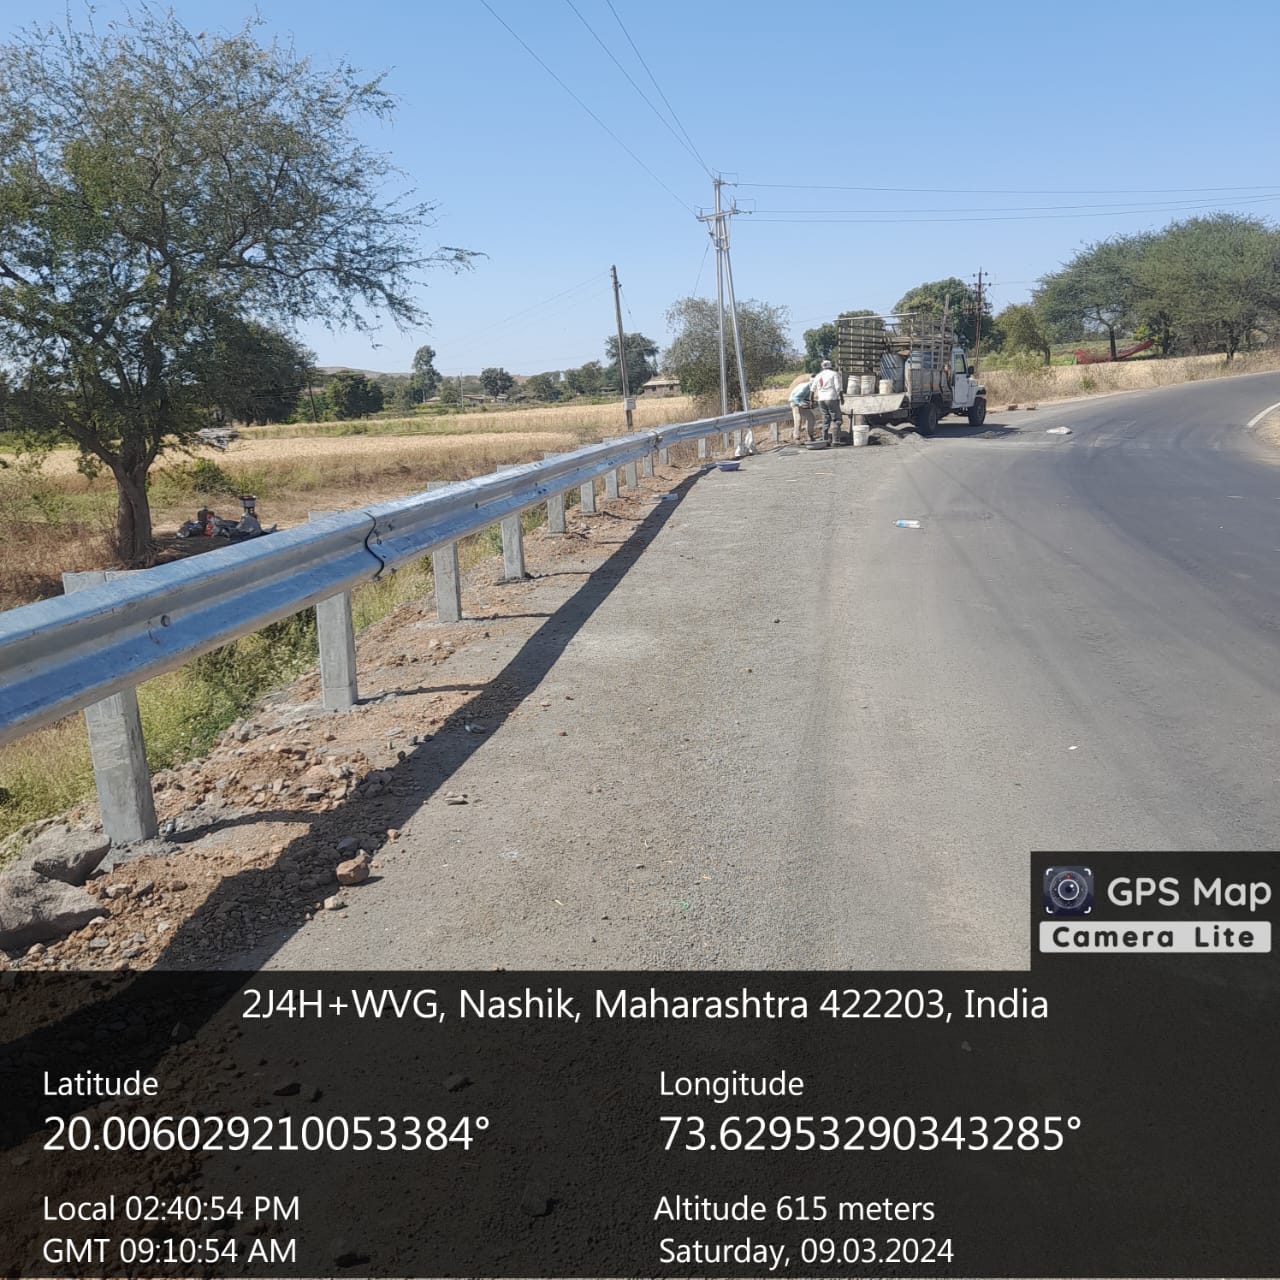 GPS Map
Camera Lite
2J4H+WVG, Nashik, Maharashtra 422203, India
Latitude
20.006029210053384°
Longitude
73.62953290343285°
Local 02:40:54 PM
GMT 09:10:54 AM
Altitude 615 meters
Saturday, 09.03.2024